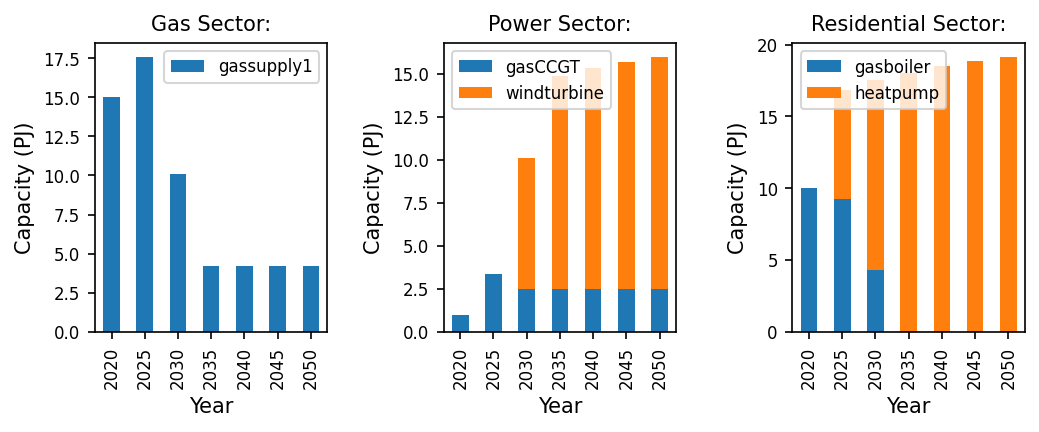 Gas Sector:
Capacity (PJ)
17.5
15.0
12.5
10.0
7.5
5.0
2.5
0.0
gassupply1
2020
2025
2030
2035
2040
2045
2050
Year
Power Sector:
Capacity (PJ)
15.0
12.5
10.0
7.5
5.0
2.5
0.0
gasCCGT
windturbine
2020
2025
2030
2035
2040
2045
2050
Year
Residential Sector:
Capacity (PJ)
20
15
10
5
0
gasboiler
heatpump
2020
2025
2030
2035
2040
2045
2050
Year